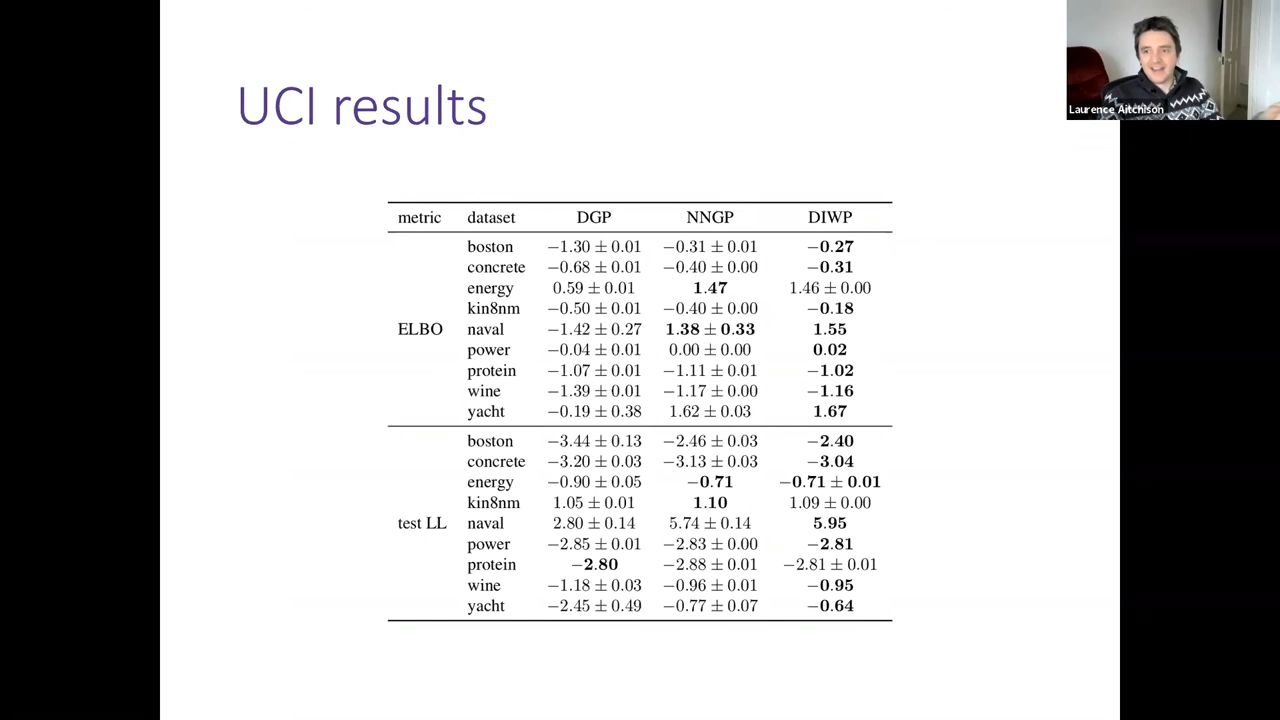 Laurence Aitchison
UCI results
metric dataset DGP NNGP DIWP
boston −1.30 ± 0.01 −0.31 ± 0.01 −0.27
concrete −0.68 ± 0.01 −0.40 ± 0.00 −0.31
energy 0.59 ± 0.01 1.47 1.46 ± 0.00
kin8nm −0.50 ± 0.01 −0.40 ± 0.00 −0.18
ELBO naval −1.42 ± 0.27 1.38 ± 0.33 1.55
power −0.04 ± 0.01 0.00 ± 0.00 0.02
protein −1.07 ± 0.01 −1.11 ± 0.01 −1.02
wine −1.39 ± 0.01 −1.17 ± 0.00 −1.16
yacht −0.19 ± 0.38 1.62 ± 0.03 1.67
boston −3.44 ± 0.13 −2.46 ± 0.03 −2.40
concrete −3.20 ± 0.03 −3.13 ± 0.03 −3.04
energy −0.90 ± 0.05 −0.71 −0.71 ± 0.01
kin8nm 1.05 ± 0.01 1.10 1.09 ± 0.00
test LL naval 2.80 ± 0.14 5.74 ± 0.14 5.95
power −2.85 ± 0.01 −2.83 ± 0.00 −2.81
protein −2.80 −2.88 ± 0.01 −2.81 ± 0.01
wine −1.18 ± 0.03 −0.96 ± 0.01 −0.95
yacht −2.45 ± 0.49 −0.77 ± 0.07 −0.64